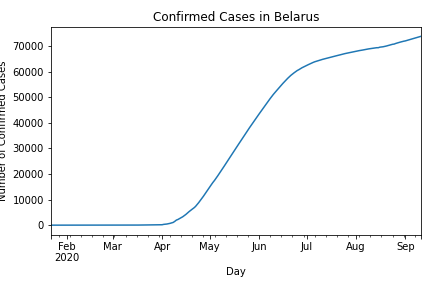 Confirmed Cases in Belarus
Number of Confirmed Cases
70000
60000
50000
40000
30000
20000
10000
0
Feb Mar Apr May Jun Jul Aug Sep
2020
Day